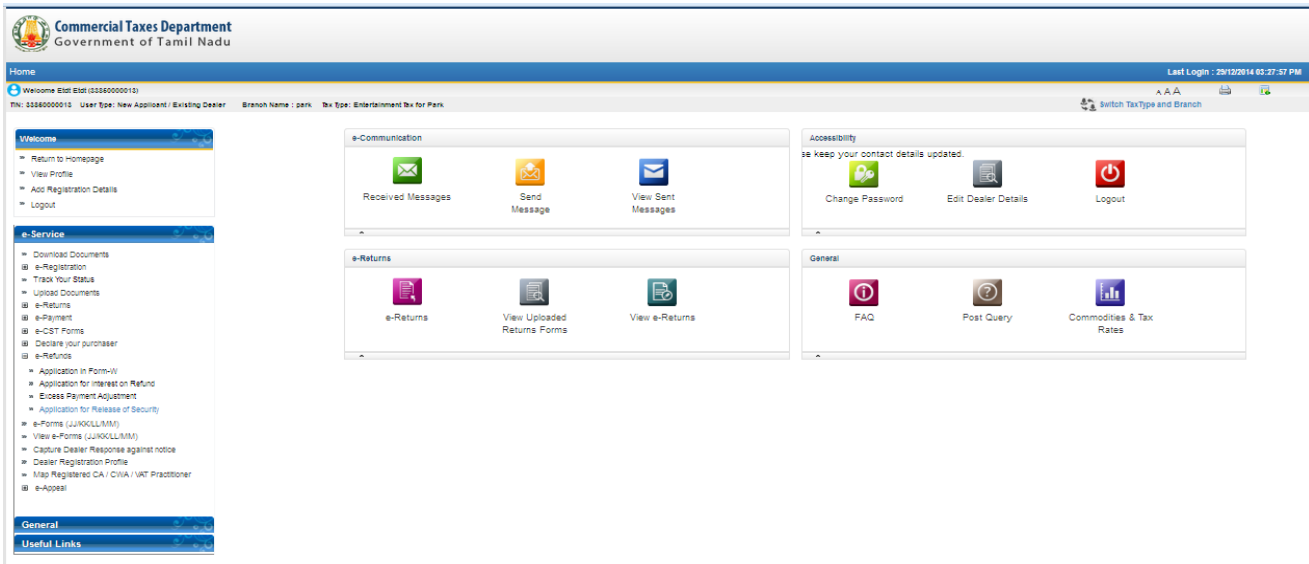 Commercial Taxes Department
Government of Tamil Nadu
Home
Last Login : 29/12/2014 03:27:57 PM
Welcome Etdt Etdt (33350000013)
A A A
TIN: 33350000013 User Type: New Applicant / Existing Dealer Branch Name : park Tax Type: Entertainment Tax for Park
Switch TaxType and Branch
Welcome
Return to Homepage
View Profile
Add Registration Details
Logout
e-Service
Download Documents
e-Registration
Track Your Status
Upload Documents
e-Returns
e-Payment
e-CST Forms
Declare your purchaser
e-Refunds
Application in Form-W
Application for Interest on Refund
Excess Payment Adjustment
Application for Release of Security
e-Forms (JJ/KK/LL/MM)
View e-Forms (JJ/KK/LL/MM)
Capture Dealer Response against notice
Dealer Registration Profile
Map Registered CA / CWA / VAT Practitioner
e-Appeal
General
Useful Links
e-Communication
Received Messages
Send
Message
View Sent
Messages
Accessibility
se keep your contact details updated.
Change Password
Edit Dealer Details
Logout
e-Returns
e-Returns
View Uploaded
Returns Forms
View e-Returns
General
FAQ
Post Query
Commodities & Tax
Rates